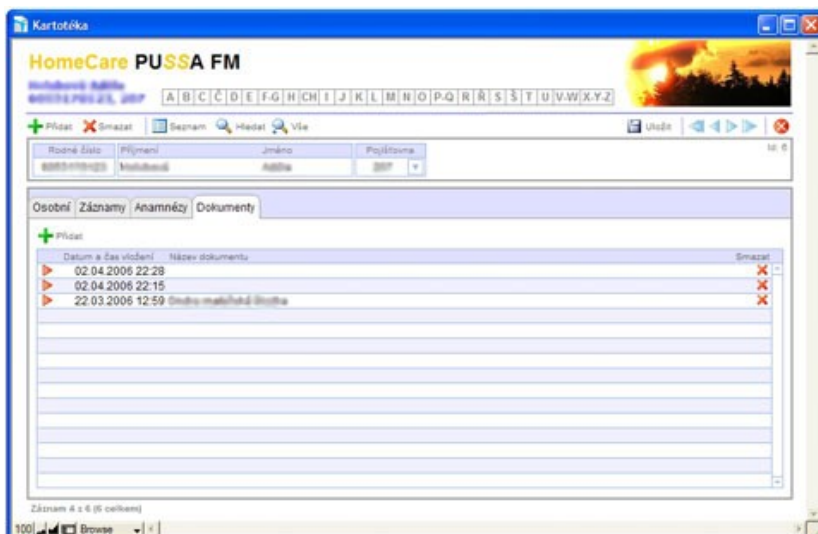 Kartotéka
HomeCare PUSSA FM
A B C Č D E F-G H CH I J K L M N O P-Q R Ř S Š T U V-W X-Y-Z
Přidat Smazat Seznam Hledat Vše Uložit
Rodné číslo Příjmení Jméno Pojišťovna Id: 6
Osobní Záznamy Anamnézy Dokumenty
Přidat
Datum a čas vložení Název dokumentu Smazat
02.04.2006 22:28
02.04.2006 22:15
22.03.2006 12:59
Záznam 4 z 6 (6 celkem)
100 Browse